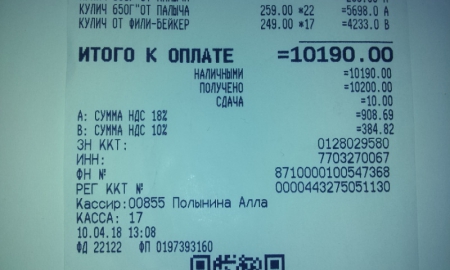 КУЛИЧ 650Г"ОТ ПАЛЫЧА 259.00 *22 =5698.0 А
КУЛИЧ ОТ ФИЛИ-БЕЙКЕР 249.00 *17 =4233.0 В
ИТОГО К ОПЛАТЕ =10190.00
НАЛИЧНЫМИ =10190.00
ПОЛУЧЕНО =10200.00
СДАЧА =10.00
А: СУММА НДС 18% =908.69
В: СУММА НДС 10% =384.82
ЗН ККТ: 0128029580
ИНН: 7703270067
ФН № 8710000100547368
РЕГ ККТ № 0000443275051130
Кассир:00855 Полынина Алла
КАССА: 17
10.04.18 13:08
ФД 22122 ФП 0197393160